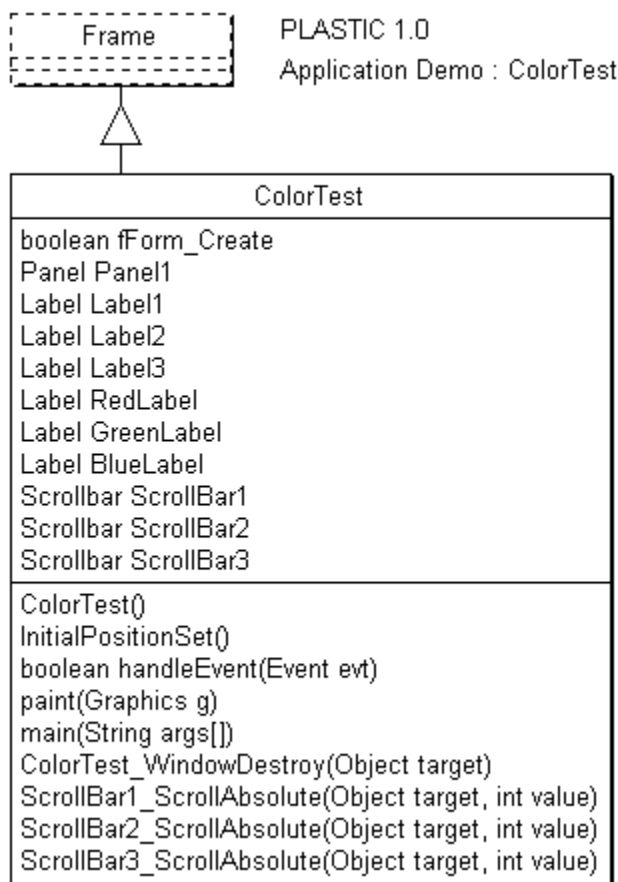 Frame
PLASTIC 1.0
Application Demo : ColorTest
ColorTest
boolean fForm_Create
Panel Panel1
Label Label1
Label Label2
Label Label3
Label RedLabel
Label GreenLabel
Label BlueLabel
Scrollbar ScrollBar1
Scrollbar ScrollBar2
Scrollbar ScrollBar3
ColorTest()
InitialPositionSet()
boolean handleEvent(Event evt)
paint(Graphics g)
main(String args[])
ColorTest_WindowDestroy(Object target)
ScrollBar1_ScrollAbsolute(Object target, int value)
ScrollBar2_ScrollAbsolute(Object target, int value)
ScrollBar3_ScrollAbsolute(Object target, int value)